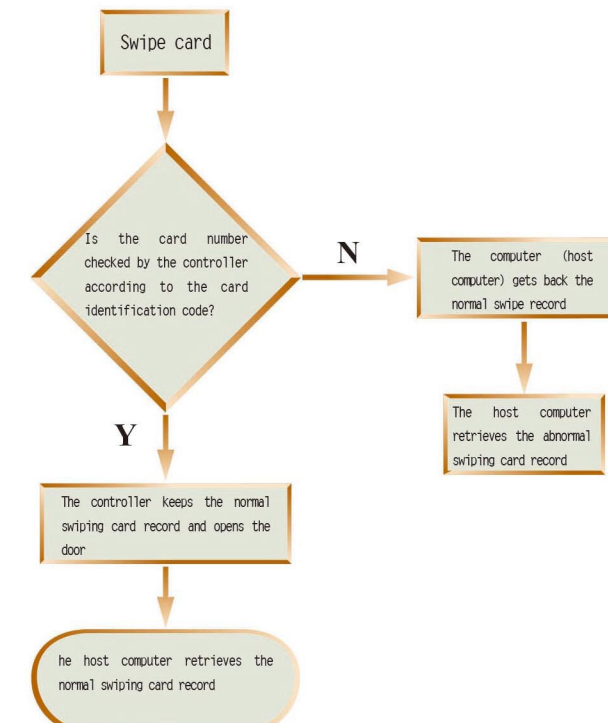 Swipe card
Is the card number
checked by the controller
according to the card
identification code?
N
The computer (host
computer) gets back the
normal swipe record
The host computer
retrieves the abnormal
swiping card record
Y
The controller keeps the normal
swiping card record and opens the
door
he host computer retrieves the
normal swiping card record